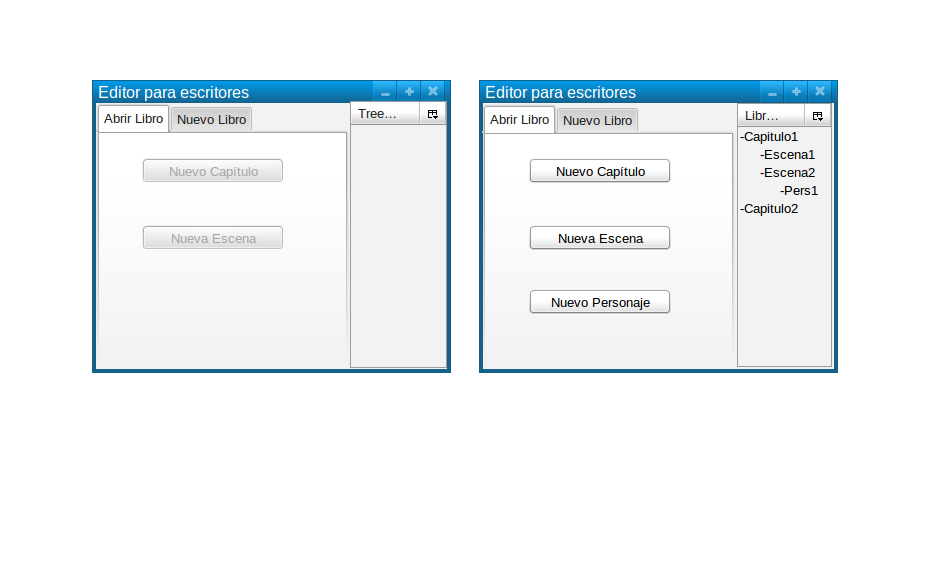 Editor para escritores
Abrir Libro
Nuevo Libro
Tree…
Nuevo Capítulo
Nueva Escena
Editor para escritores
Abrir Libro
Nuevo Libro
Libr…
Nuevo Capítulo
Nueva Escena
Nuevo Personaje
-Capitulo1
-Escena1
-Escena2
-Pers1
-Capitulo2